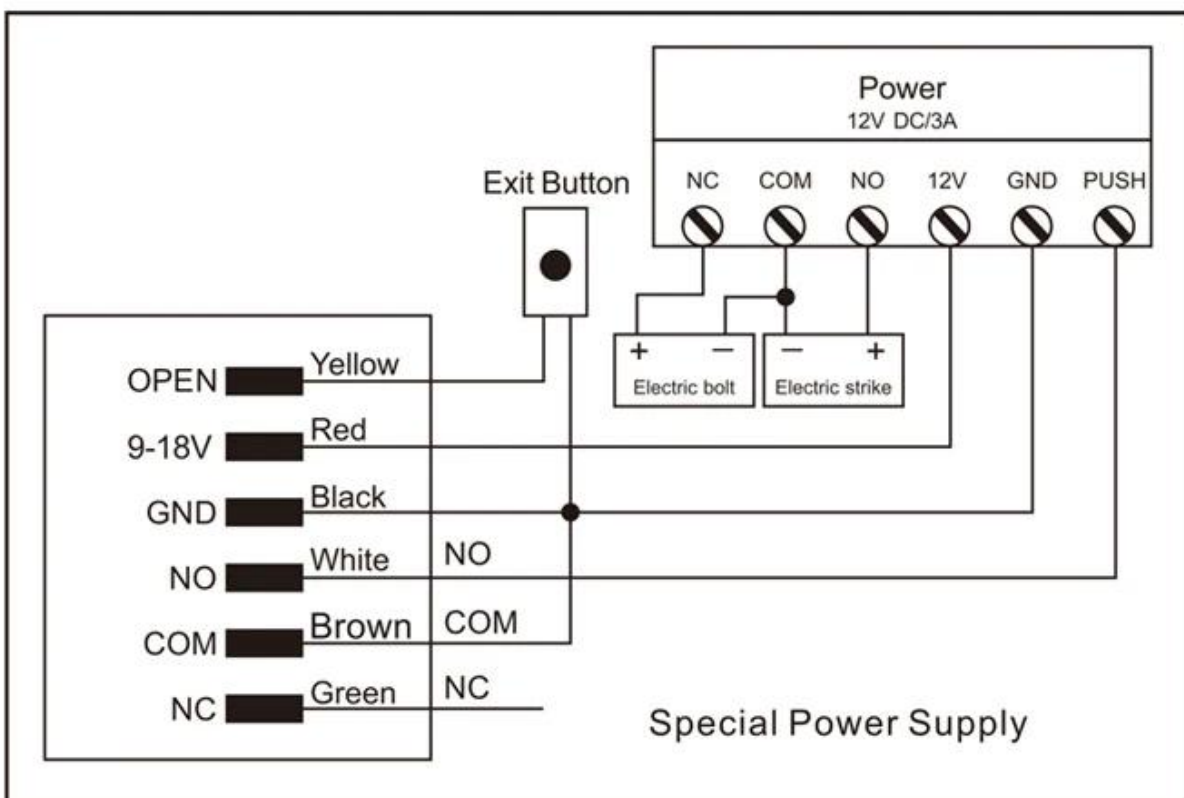 Power
12V DC/3A
NC COM NO 12V GND PUSH
Exit Button
+ − − +
Electric bolt Electric strike
OPEN Yellow
9-18V Red
GND Black
NO White NO
COM Brown COM
NC Green NC
Special Power Supply